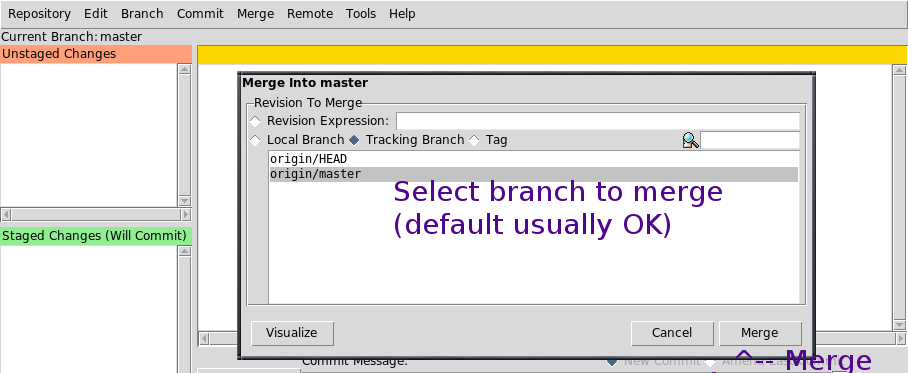 Repository Edit Branch Commit Merge Remote Tools Help
Current Branch: master
Unstaged Changes
Merge Into master
Revision To Merge
Revision Expression:
Local Branch Tracking Branch Tag
origin/HEAD
origin/master
Select branch to merge
(default usually OK)
Staged Changes (Will Commit)
Visualize Cancel Merge
Commit Message: New Commit
^-- Merge